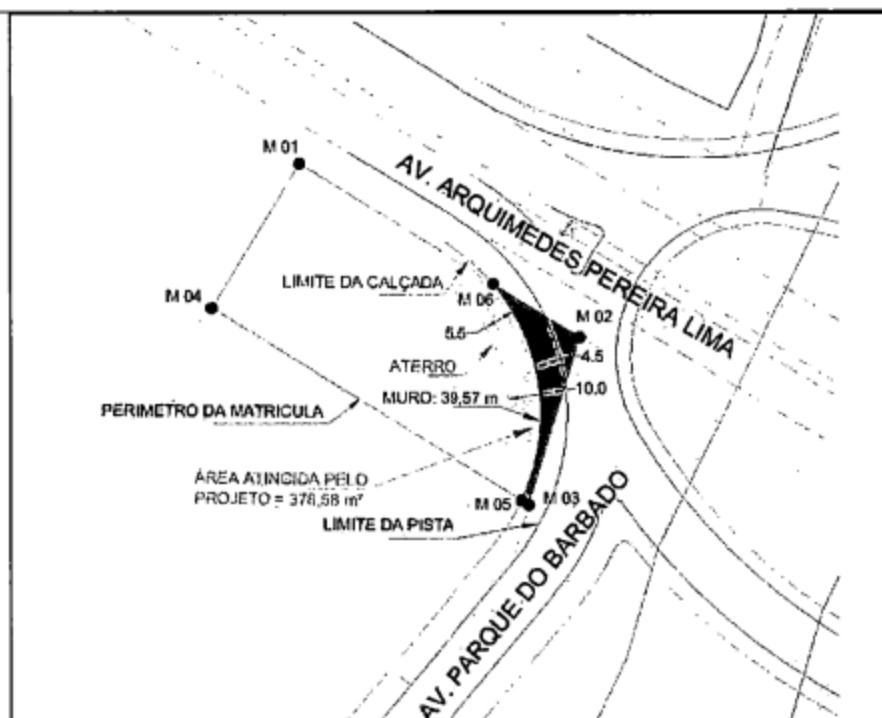 M 01
AV. ARQUIMEDES PEREIRA LIMA
LIMITE DA CALÇADA
M 06
M 04
M 02
5.5
4.5
ATERRO
10.0
MURO: 39,57 m
PERIMETRO DA MATRICULA
ÁREA ATINGIDA PELO
PROJETO = 378,58 m²
M 05
M 03
LIMITE DA PISTA
AV. PARQUE DO BARBADO